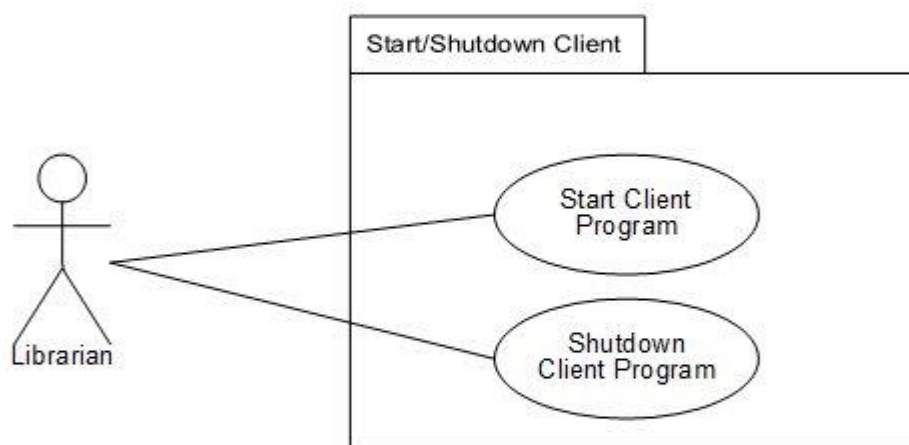 Start/Shutdown Client
Start Client
Program
Shutdown
Client Program
Librarian